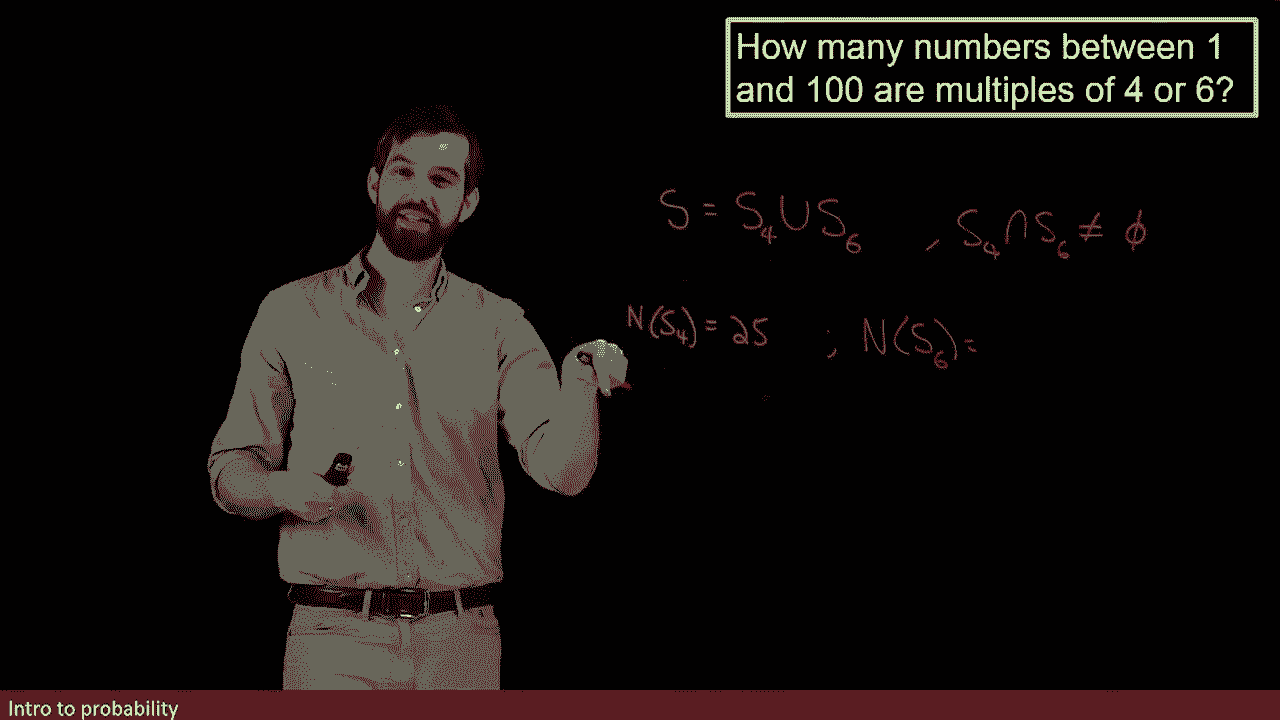 How many numbers between 1
and 100 are multiples of 4 or 6?
S = S₄ ∪ S₆ , S₄ ∩ S₆ ≠ ϕ
N(S₄) = 25 ; N(S₆) =
Intro to probability